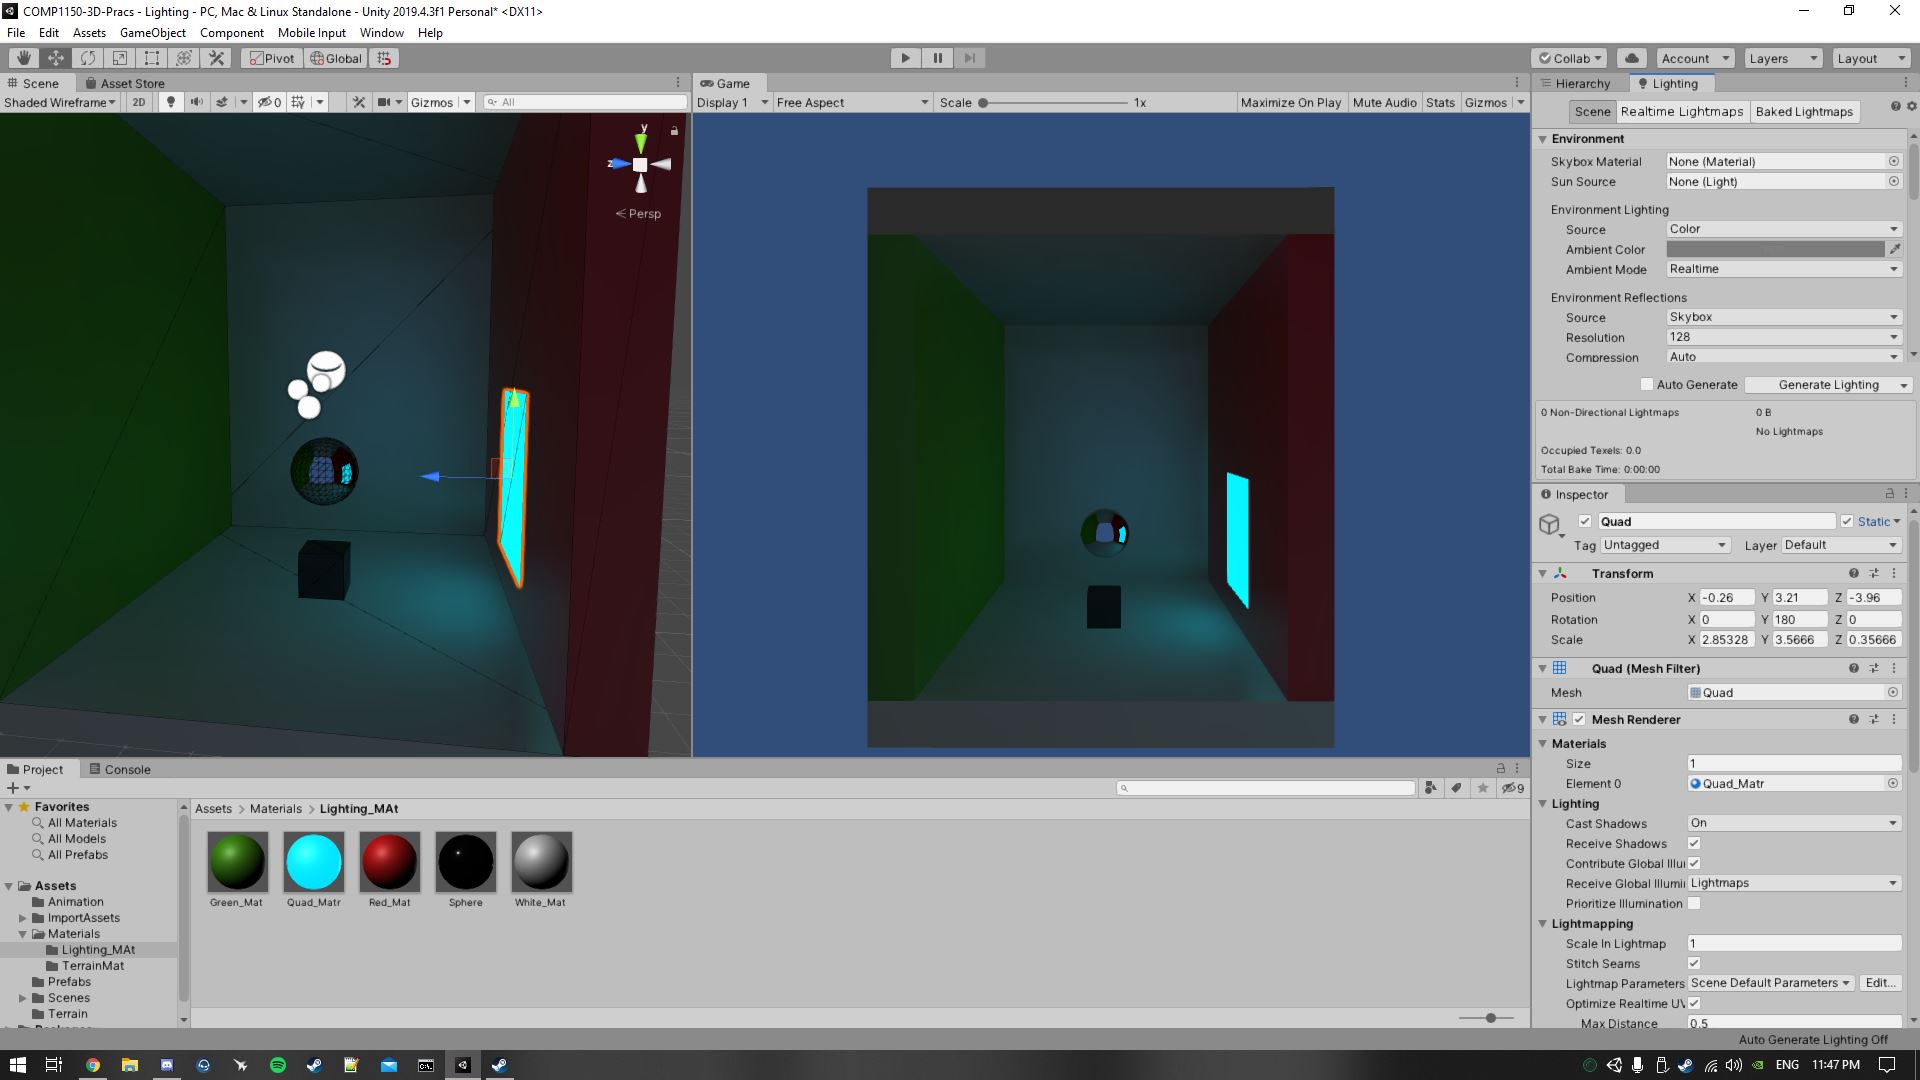 COMP1150-3D-Pracs - Lighting - PC, Mac & Linux Standalone - Unity 2019.4.3f1 Personal* <DX11>
File Edit Assets GameObject Component Mobile Input Window Help
Pivot Global Collab Account Layers Layout
Scene Asset Store
Shaded Wireframe 2D 0 Gizmos All
y
z
Persp
Game
Display 1 Free Aspect Scale 1x Maximize On Play Mute Audio Stats Gizmos
Hierarchy Lighting
Scene Realtime Lightmaps Baked Lightmaps
Environment
Skybox Material None (Material)
Sun Source None (Light)
Environment Lighting
Source Color
Ambient Color
Ambient Mode Realtime
Environment Reflections
Source Skybox
Resolution 128
Compression Auto
Auto Generate Generate Lighting
0 Non-Directional Lightmaps 0 B
No Lightmaps
Occupied Texels: 0.0
Total Bake Time: 0:00:00
Inspector
Quad Static
Tag Untagged Layer Default
Transform
Position X -0.26 Y 3.21 Z -3.96
Rotation X 0 Y 180 Z 0
Scale X 2.85328 Y 3.5666 Z 0.35666
Quad (Mesh Filter)
Mesh Quad
Mesh Renderer
Materials
Size 1
Element 0 Quad_Matr
Lighting
Cast Shadows On
Receive Shadows
Contribute Global Illu
Receive Global Illumi Lightmaps
Prioritize Illumination
Lightmapping
Scale In Lightmap 1
Stitch Seams
Lightmap Parameters Scene Default Parameters Edit...
Optimize Realtime U
Max Distance 0.5
Project Console
9
Favorites
All Materials
All Models
All Prefabs
Assets
Animation
ImportAssets
Materials
Lighting_MAt
TerrainMat
Prefabs
Scenes
Terrain
Assets > Materials > Lighting_MAt
Green_Mat Quad_Matr Red_Mat Sphere White_Mat
Auto Generate Lighting Off
ENG 11:47 PM